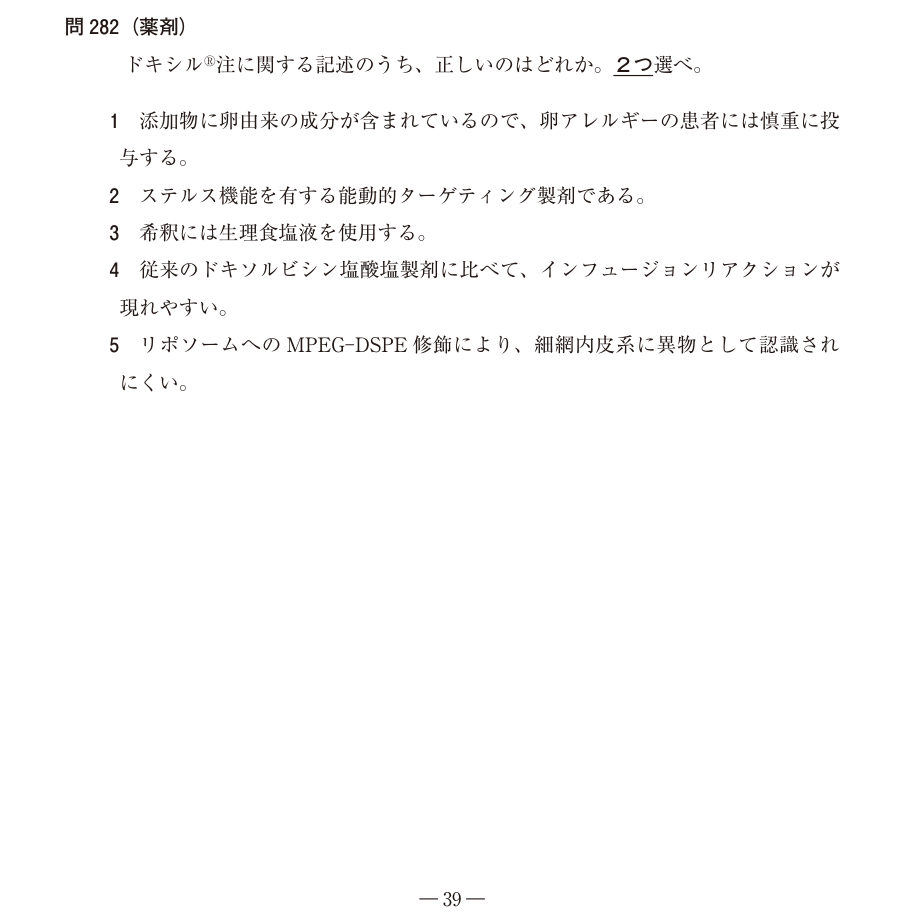 問 282（薬剤）
ドキシル®注に関する記述のうち、正しいのはどれか。２つ選べ。
1　添加物に卵由来の成分が含まれているので、卵アレルギーの患者には慎重に投
与する。
2　ステルス機能を有する能動的ターゲティング製剤である。
3　希釈には生理食塩液を使用する。
4　従来のドキソルビシン塩酸塩製剤に比べて、インフュージョンリアクションが
現れやすい。
5　リポソームへの MPEG-DSPE 修飾により、細網内皮系に異物として認識され
にくい。
— 39 —